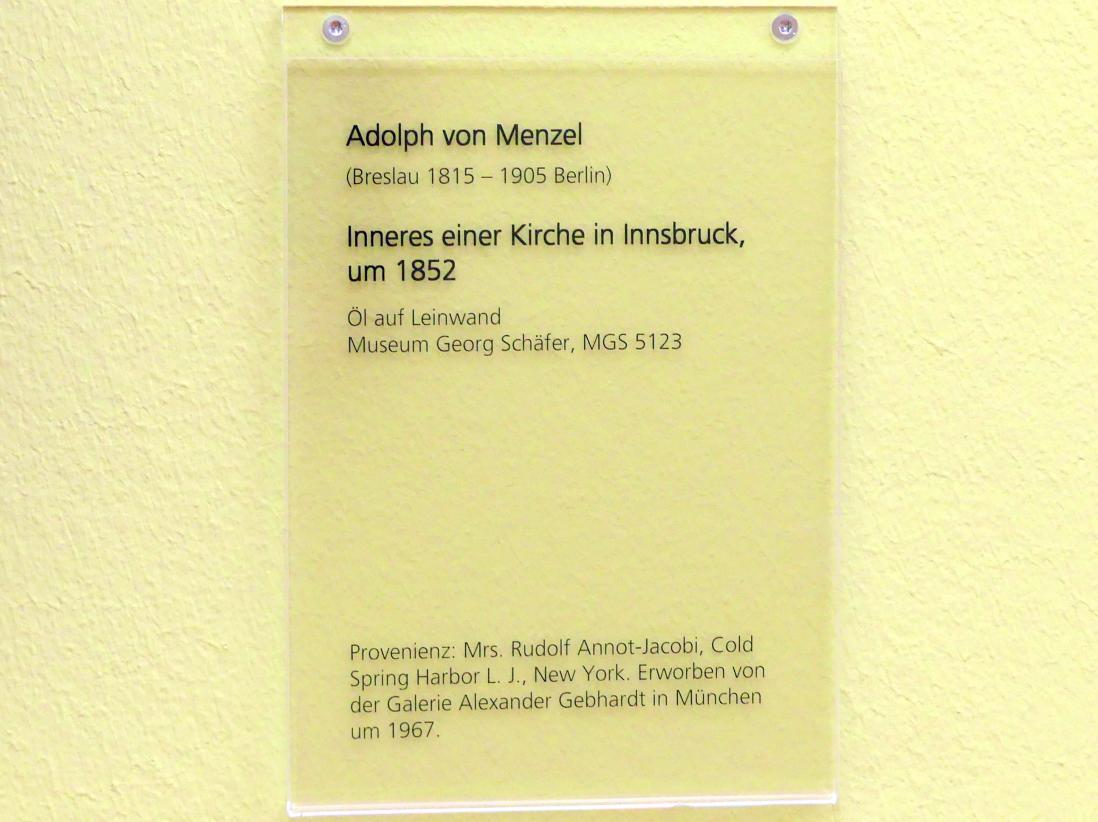 Adolph von Menzel
(Breslau 1815 – 1905 Berlin)
Inneres einer Kirche in Innsbruck,
um 1852
Öl auf Leinwand
Museum Georg Schäfer, MGS 5123
Provenienz: Mrs. Rudolf Annot-Jacobi, Cold
Spring Harbor L. J., New York. Erworben von
der Galerie Alexander Gebhardt in München
um 1967.